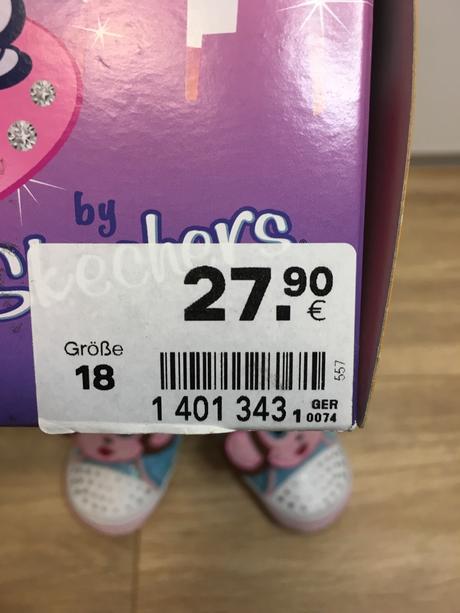 by
Skechers
27.90
€
Größe
18
557
1 401 343 1 GER
0074